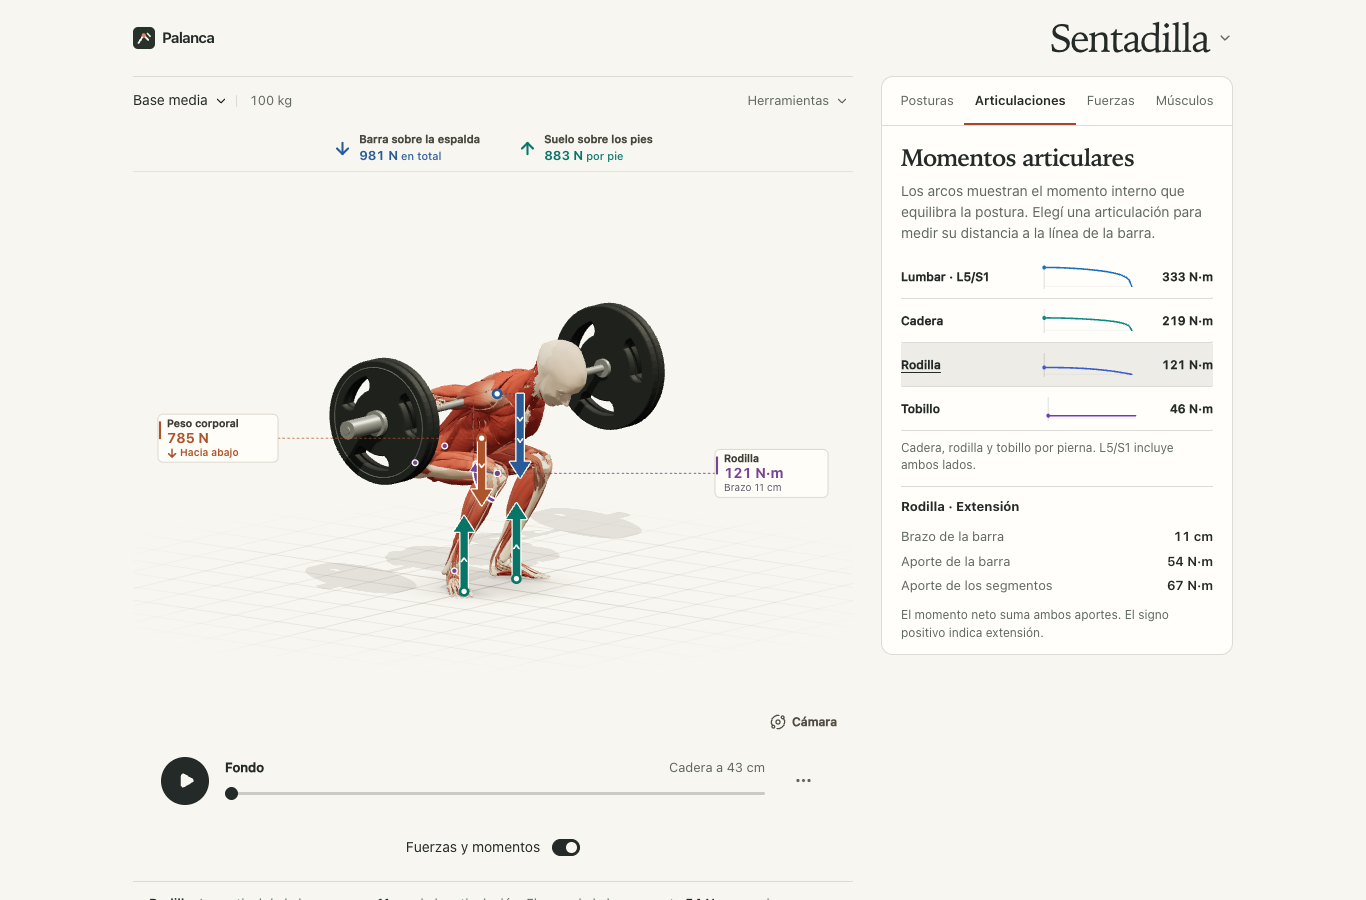 Palanca
Sentadilla
Base media
100 kg
Herramientas
Barra sobre la espalda
981 N en total
Suelo sobre los pies
883 N por pie
Peso corporal
785 N
Hacia abajo
Rodilla
121 N·m
Brazo 11 cm
Cámara
Fondo
Cadera a 43 cm
Fuerzas y momentos
Posturas
Articulaciones
Fuerzas
Músculos
Momentos articulares
Los arcos muestran el momento interno que
equilibra la postura. Elegí una articulación para
medir su distancia a la línea de la barra.
Lumbar · L5/S1
333 N·m
Cadera
219 N·m
Rodilla
121 N·m
Tobillo
46 N·m
Cadera, rodilla y tobillo por pierna. L5/S1 incluye
ambos lados.
Rodilla · Extensión
Brazo de la barra
11 cm
Aporte de la barra
54 N·m
Aporte de los segmentos
67 N·m
El momento neto suma ambos aportes. El signo
positivo indica extensión.